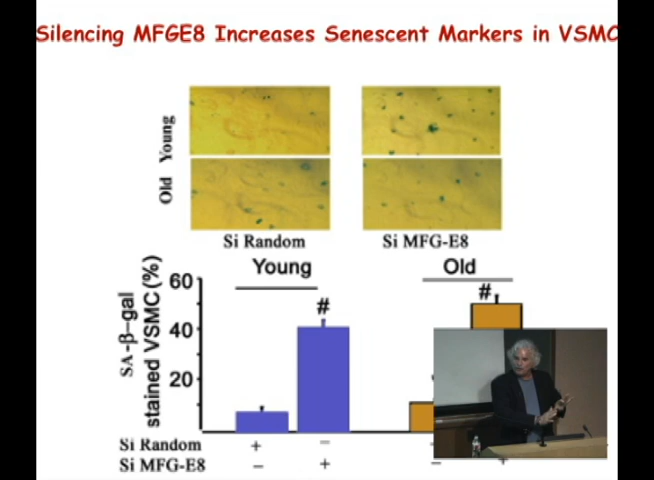 Silencing MFGE8 Increases Senescent Markers in VSMC
Young
Old
Si Random
Si MFG-E8
SA-β-gal
stained VSMC (%)
Young
Old
60
#
#
40
20
Si Random + –
Si MFG-E8 – + – +